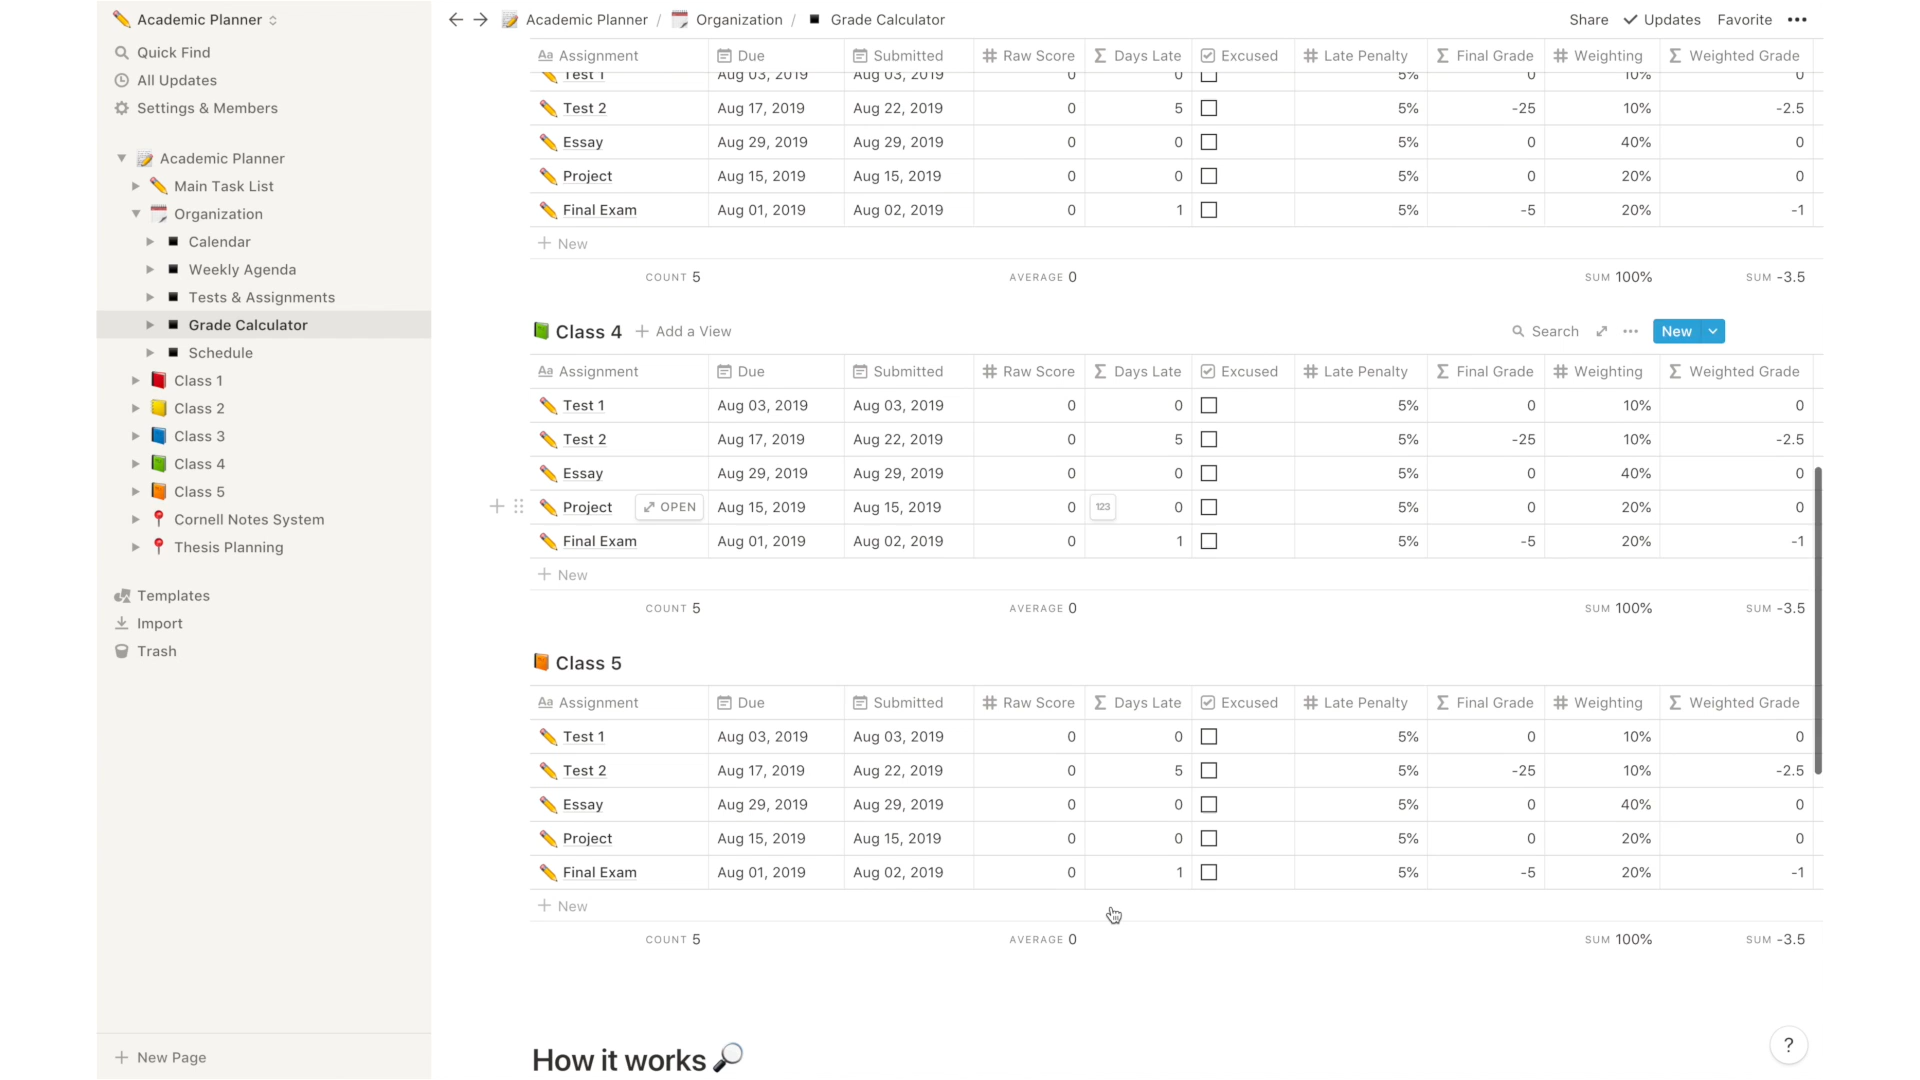 Academic Planner
Quick Find
All Updates
Settings & Members
Academic Planner
Main Task List
Organization
Calendar
Weekly Agenda
Tests & Assignments
Grade Calculator
Schedule
Class 1
Class 2
Class 3
Class 4
Class 5
Cornell Notes System
Thesis Planning
Templates
Import
Trash
New Page
Academic Planner / Organization / Grade Calculator Share Updates Favorite
Aa Assignment Due Submitted Raw Score Days Late Excused Late Penalty Final Grade Weighting Weighted Grade
Test 1 Aug 03, 2019 Aug 03, 2019 0 0 5% 0 10% 0
Test 2 Aug 17, 2019 Aug 22, 2019 0 5 5% -25 10% -2.5
Essay Aug 29, 2019 Aug 29, 2019 0 0 5% 0 40% 0
Project Aug 15, 2019 Aug 15, 2019 0 0 5% 0 20% 0
Final Exam Aug 01, 2019 Aug 02, 2019 0 1 5% -5 20% -1
New
COUNT 5 AVERAGE 0 SUM 100% SUM -3.5
Class 4 Add a View Search New
Aa Assignment Due Submitted Raw Score Days Late Excused Late Penalty Final Grade Weighting Weighted Grade
Test 1 Aug 03, 2019 Aug 03, 2019 0 0 5% 0 10% 0
Test 2 Aug 17, 2019 Aug 22, 2019 0 5 5% -25 10% -2.5
Essay Aug 29, 2019 Aug 29, 2019 0 0 5% 0 40% 0
Project OPEN Aug 15, 2019 Aug 15, 2019 0 123 0 5% 0 20% 0
Final Exam Aug 01, 2019 Aug 02, 2019 0 1 5% -5 20% -1
New
COUNT 5 AVERAGE 0 SUM 100% SUM -3.5
Class 5
Aa Assignment Due Submitted Raw Score Days Late Excused Late Penalty Final Grade Weighting Weighted Grade
Test 1 Aug 03, 2019 Aug 03, 2019 0 0 5% 0 10% 0
Test 2 Aug 17, 2019 Aug 22, 2019 0 5 5% -25 10% -2.5
Essay Aug 29, 2019 Aug 29, 2019 0 0 5% 0 40% 0
Project Aug 15, 2019 Aug 15, 2019 0 0 5% 0 20% 0
Final Exam Aug 01, 2019 Aug 02, 2019 0 1 5% -5 20% -1
New
COUNT 5 AVERAGE 0 SUM 100% SUM -3.5
How it works
?